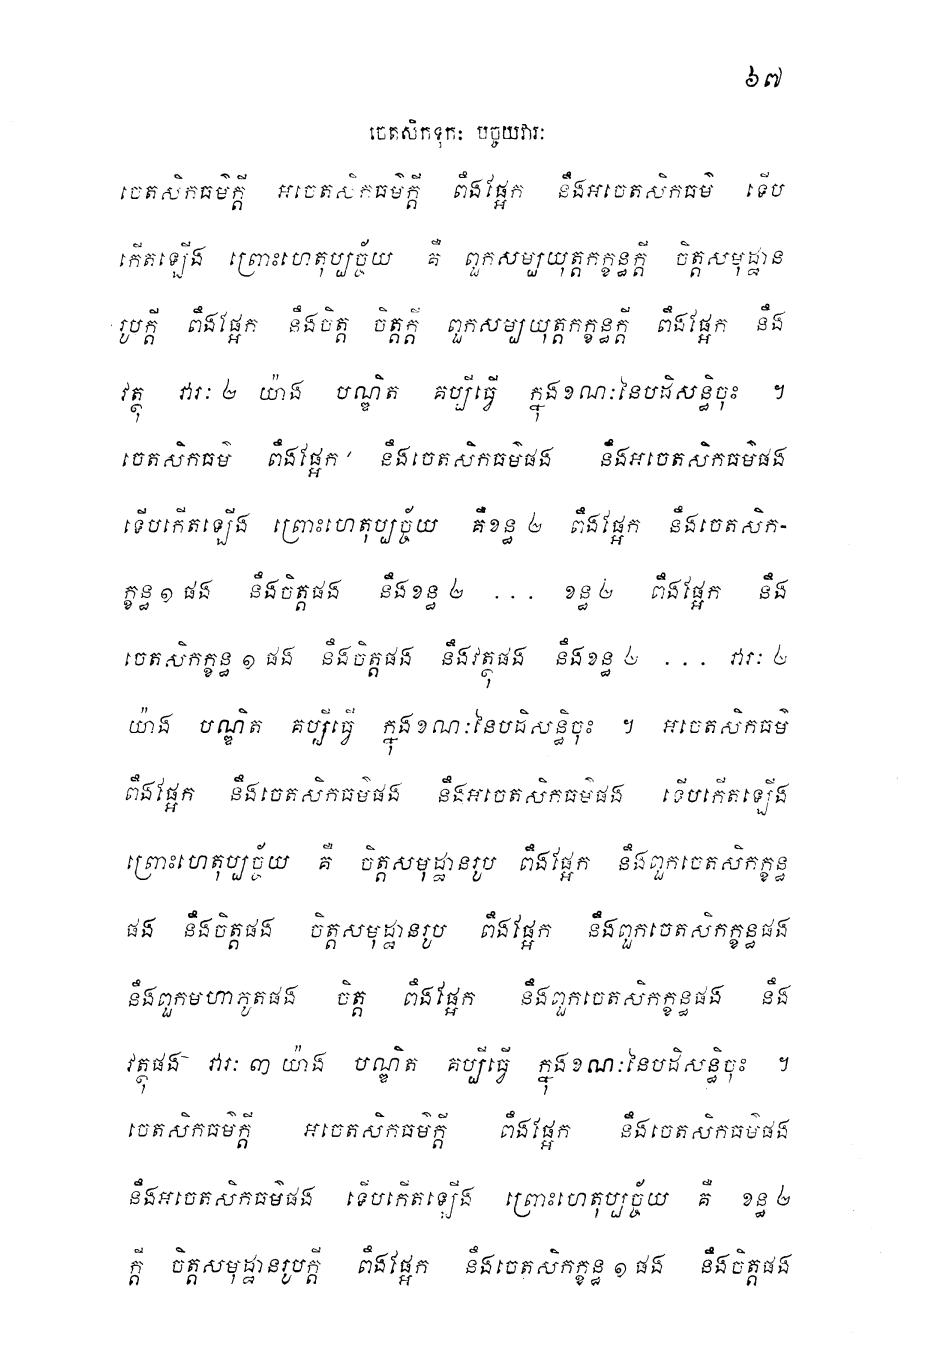 ៦៧
ចេតសិកទុកៈ បច្ចយវារៈ
ចេតសិកធម៌ក្តី អចេតសិកធម៌ក្តី ពឹងផ្អែក នឹងអចេតសិកធម៌ ទើប
កើតឡើង ព្រោះហេតុប្បច្ច័យ គឺ ពួកសម្បយុត្តកក្ខន្ធក្តី ចិត្តសមុដ្ឋាន
រូបក្តី ពឹងផ្អែក នឹងចិត្ត ចិត្តក្តី ពួកសម្បយុត្តកក្ខន្ធក្តី ពឹងផ្អែក នឹង
វត្ថុ វារៈ ២ យ៉ាង បណ្ឌិត គប្បីធ្វើ ក្នុងខណៈនៃបដិសន្ធិចុះ ។
ចេតសិកធម៌ ពឹងផ្អែក នឹងចេតសិកធម៌ផង នឹងអចេតសិកធម៌ផង
ទើបកើតឡើង ព្រោះហេតុប្បច្ច័យ គឺខន្ធ ២ ពឹងផ្អែក នឹងចេតសិក-
ក្ខន្ធ ១ ផង នឹងចិត្តផង នឹងខន្ធ ២ ... ខន្ធ ២ ពឹងផ្អែក នឹង
ចេតសិកក្ខន្ធ ១ ផង នឹងចិត្តផង នឹងវត្ថុផង នឹងខន្ធ ២ ... វារៈ ២
យ៉ាង បណ្ឌិត គប្បីធ្វើ ក្នុងខណៈនៃបដិសន្ធិចុះ ។ អចេតសិកធម៌
ពឹងផ្អែក នឹងចេតសិកធម៌ផង នឹងអចេតសិកធម៌ផង ទើបកើតឡើង
ព្រោះហេតុប្បច្ច័យ គឺ ចិត្តសមុដ្ឋានរូប ពឹងផ្អែក នឹងពួកចេតសិកក្ខន្ធ
ផង នឹងចិត្តផង ចិត្តសមុដ្ឋានរូប ពឹងផ្អែក នឹងពួកចេតសិកក្ខន្ធផង
នឹងពួកមហាភូតផង ចិត្ត ពឹងផ្អែក នឹងពួកចេតសិកក្ខន្ធផង នឹង
វត្ថុផង វារៈ ៣ យ៉ាង បណ្ឌិត គប្បីធ្វើ ក្នុងខណៈនៃបដិសន្ធិចុះ ។
ចេតសិកធម៌ក្តី អចេតសិកធម៌ក្តី ពឹងផ្អែក នឹងចេតសិកធម៌ផង
នឹងអចេតសិកធម៌ផង ទើបកើតឡើង ព្រោះហេតុប្បច្ច័យ គឺ ខន្ធ ២
ក្តី ចិត្តសមុដ្ឋានរូបក្តី ពឹងផ្អែក នឹងចេតសិកក្ខន្ធ ១ ផង នឹងចិត្តផង